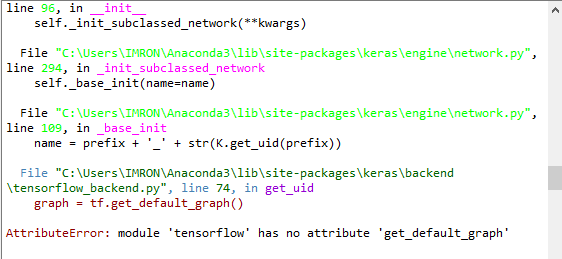 line 96, in __init__
    self._init_subclassed_network(**kwargs)
  File "C:\Users\IMRON\Anaconda3\lib\site-packages\keras\engine\network.py",
line 294, in _init_subclassed_network
    self._base_init(name=name)
  File "C:\Users\IMRON\Anaconda3\lib\site-packages\keras\engine\network.py",
line 109, in _base_init
    name = prefix + '_' + str(K.get_uid(prefix))
  File "C:\Users\IMRON\Anaconda3\lib\site-packages\keras\backend
\tensorflow_backend.py", line 74, in get_uid
    graph = tf.get_default_graph()
AttributeError: module 'tensorflow' has no attribute 'get_default_graph'